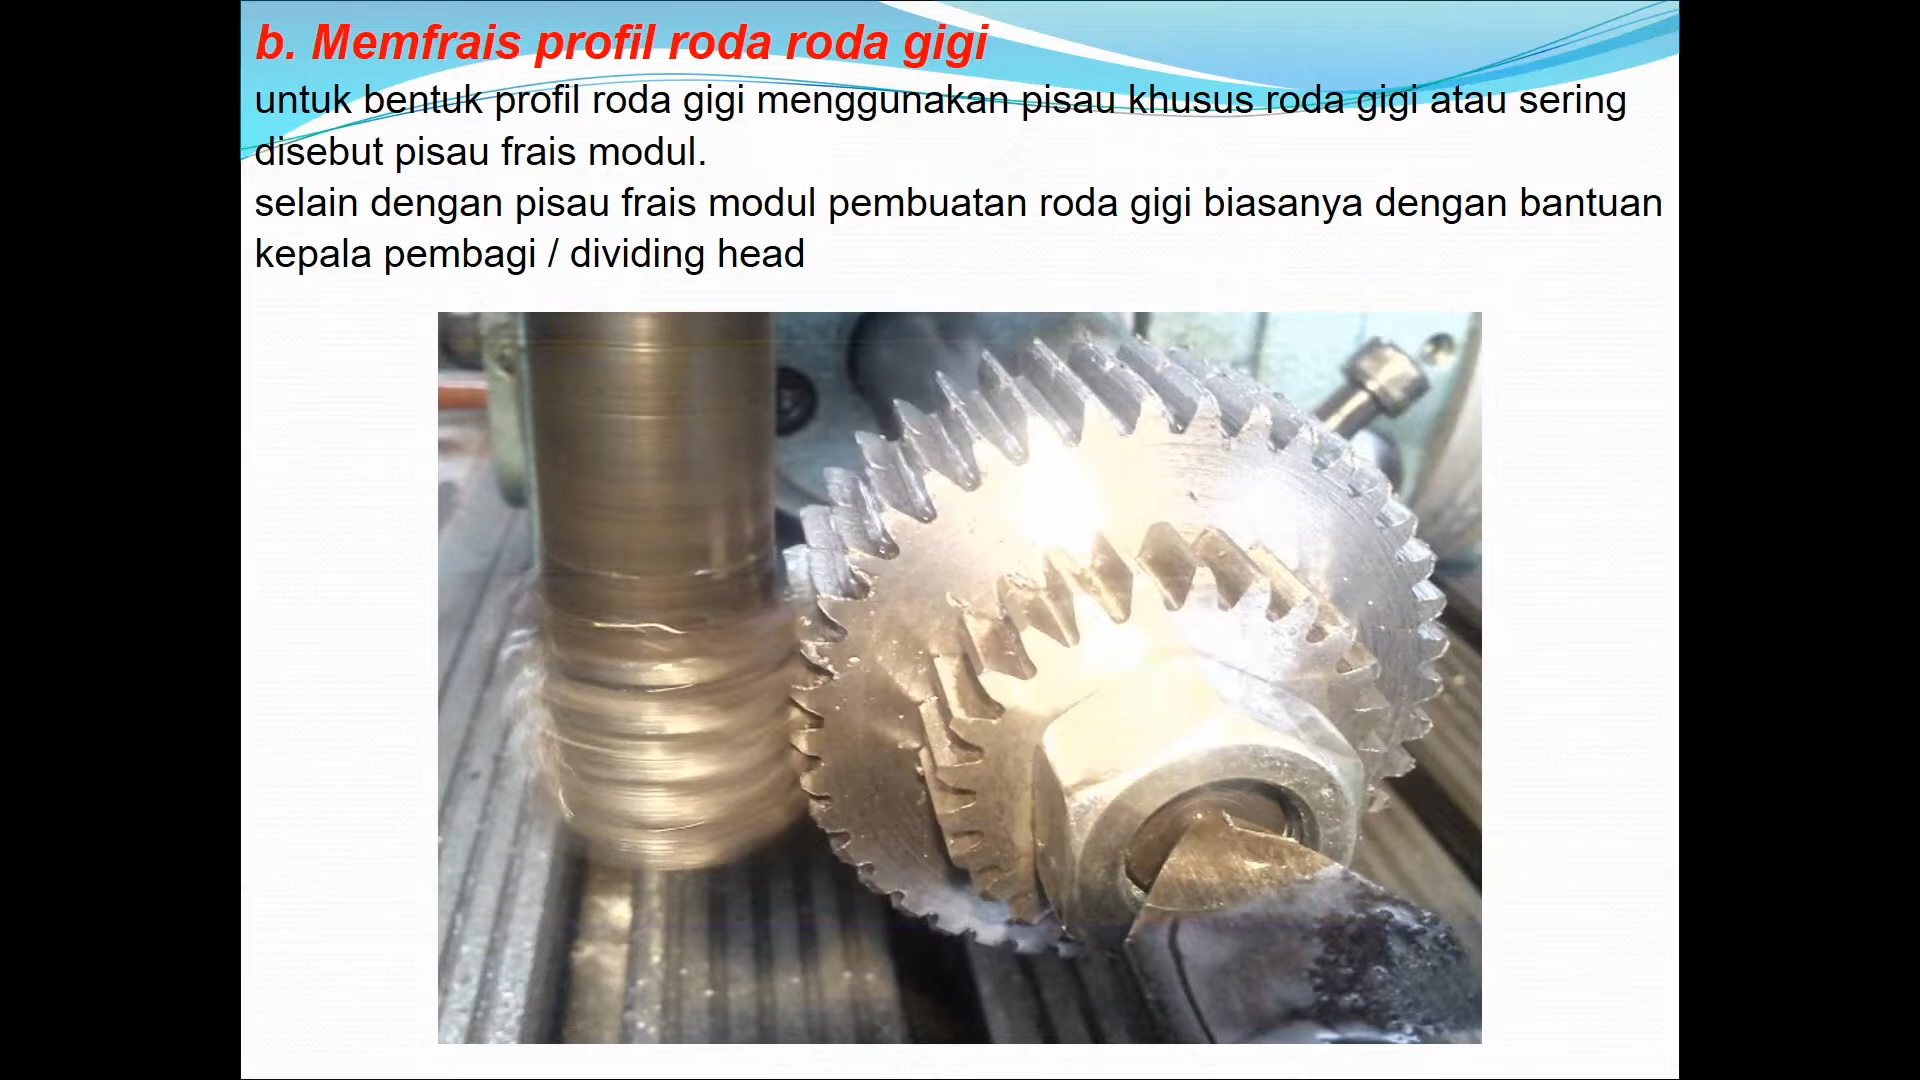 b. Memfrais profil roda roda gigi
untuk bentuk profil roda gigi menggunakan pisau khusus roda gigi atau sering
disebut pisau frais modul.
selain dengan pisau frais modul pembuatan roda gigi biasanya dengan bantuan
kepala pembagi / dividing head